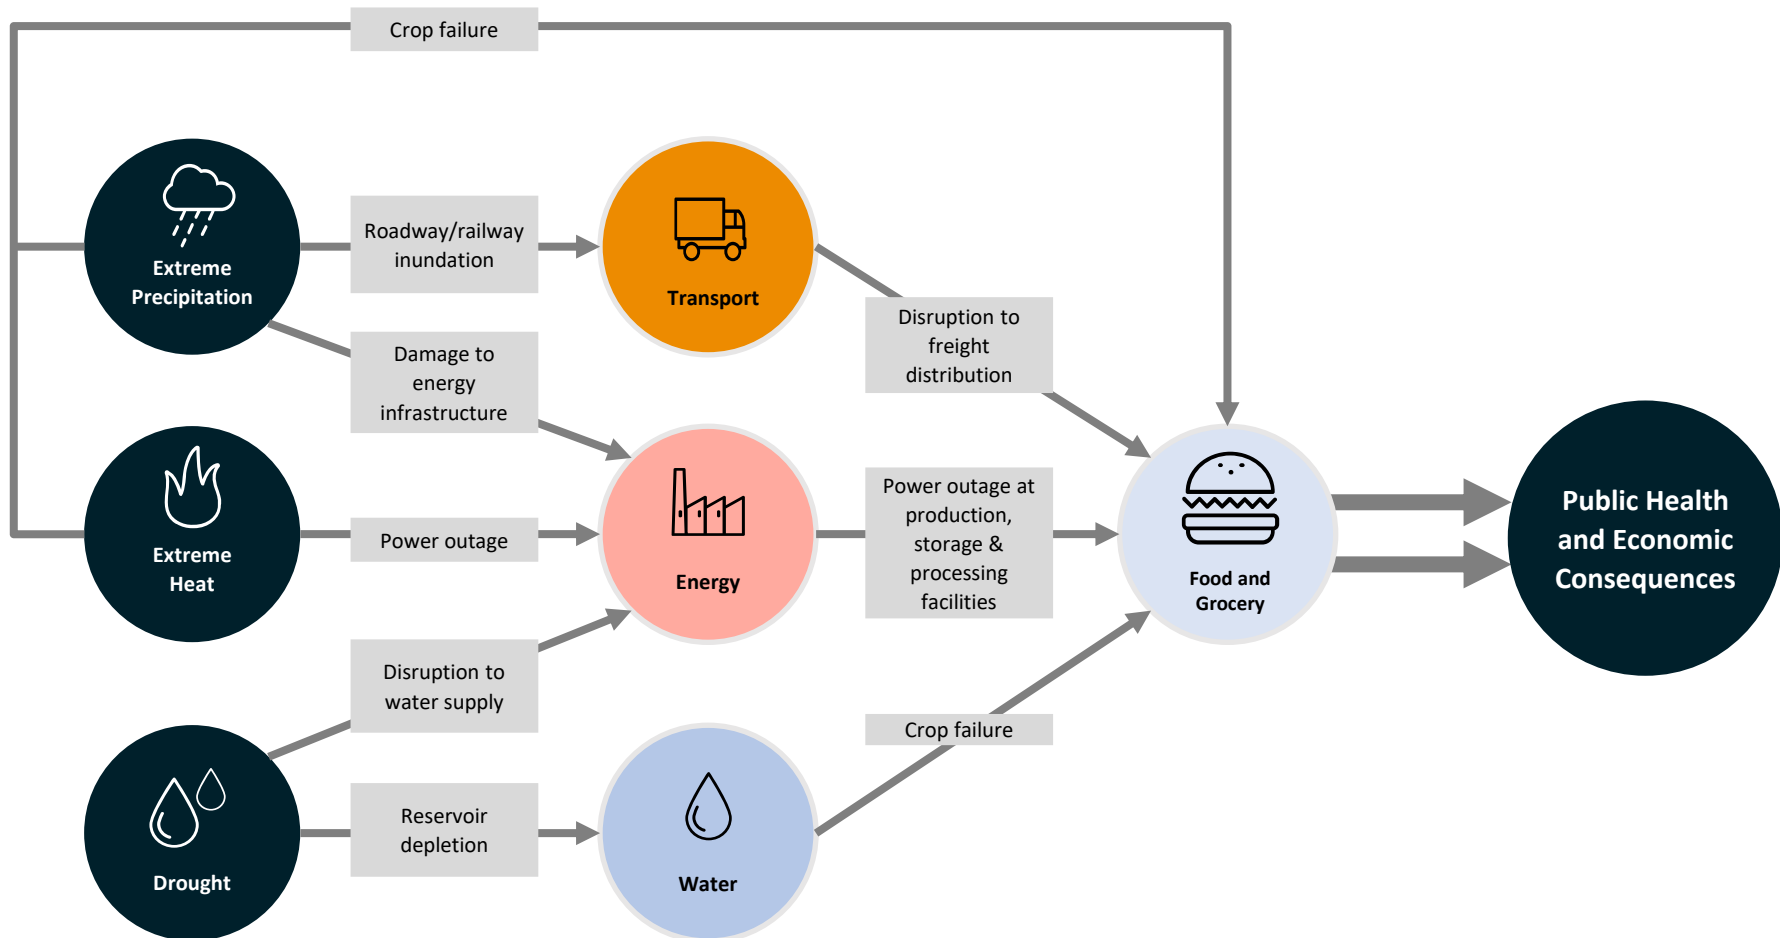 Crop failure
Extreme
Precipitation
Roadway/railway
inundation
Transport
Damage to
energy
infrastructure
Disruption to
freight
distribution
Extreme
Heat
Power outage
Energy
Power outage at
production,
storage &
processing
facilities
Food and
Grocery
Public Health
and Economic
Consequences
Disruption to
water supply
Crop failure
Drought
Reservoir
depletion
Water